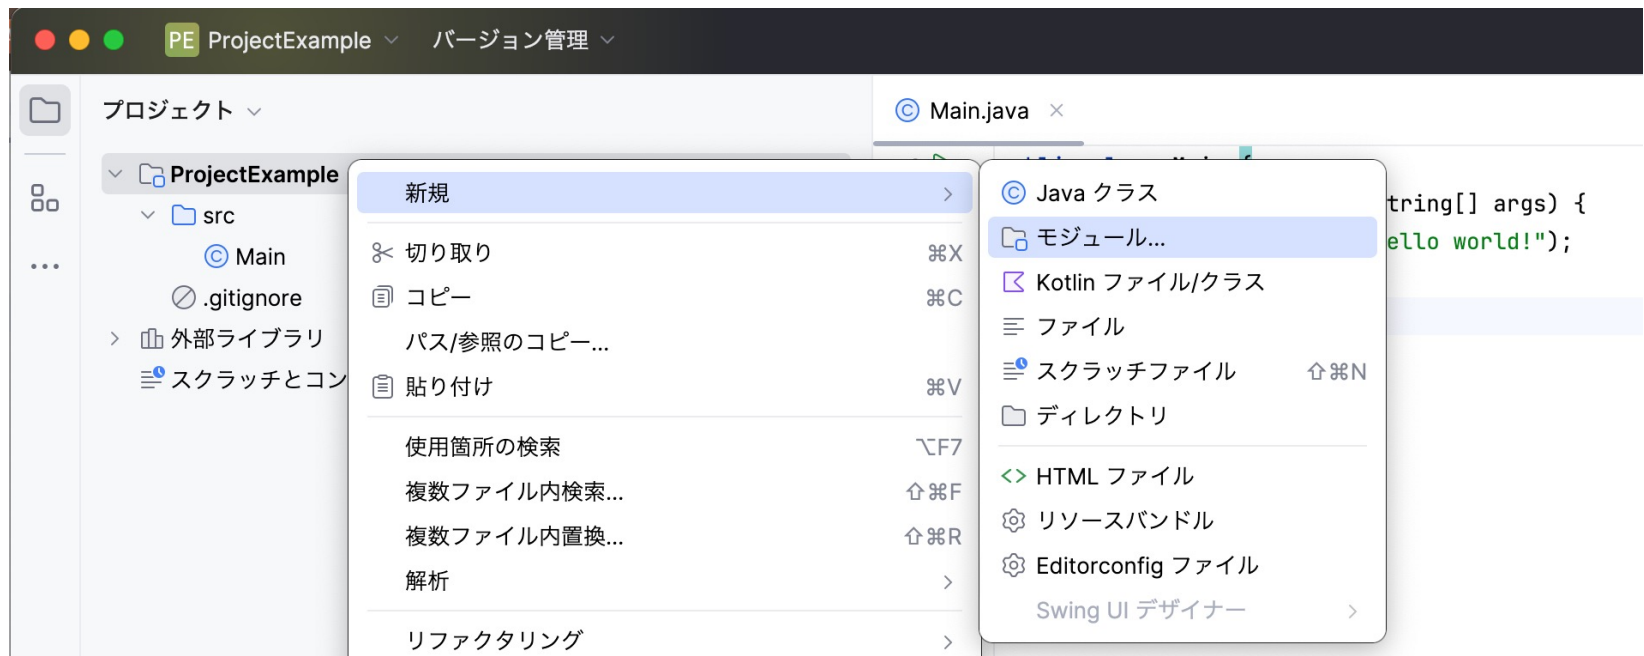 PE ProjectExample バージョン管理
プロジェクト
Main.java
ProjectExample
src
Main
.gitignore
外部ライブラリ
スクラッチとコン
新規
切り取り ⌘X
コピー ⌘C
パス/参照のコピー...
貼り付け ⌘V
使用箇所の検索 ⌥F7
複数ファイル内検索... ⇧⌘F
複数ファイル内置換... ⇧⌘R
解析
リファクタリング
Java クラス
モジュール...
Kotlin ファイル/クラス
ファイル
スクラッチファイル ⇧⌘N
ディレクトリ
HTML ファイル
リソースバンドル
Editorconfig ファイル
Swing UI デザイナー
tring[] args) {
ello world!");